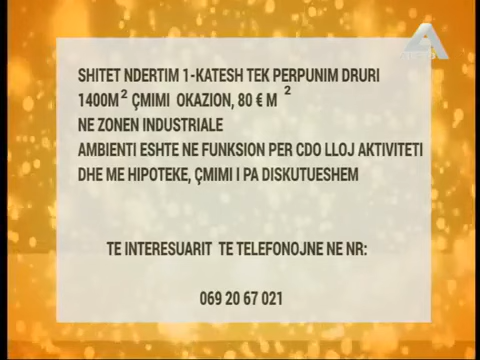 SHITET NDERTIM 1-KATESH TEK PERPUNIM DRURI
1400M² ÇMIMI OKAZION, 80 € M²
NE ZONEN INDUSTRIALE
AMBIENTI ESHTE NE FUNKSION PER CDO LLOJ AKTIVITETI
DHE ME HIPOTEKE, ÇMIMI I PA DISKUTUESHEM
TE INTERESUARIT TE TELEFONOJNE NE NR:
069 20 67 021